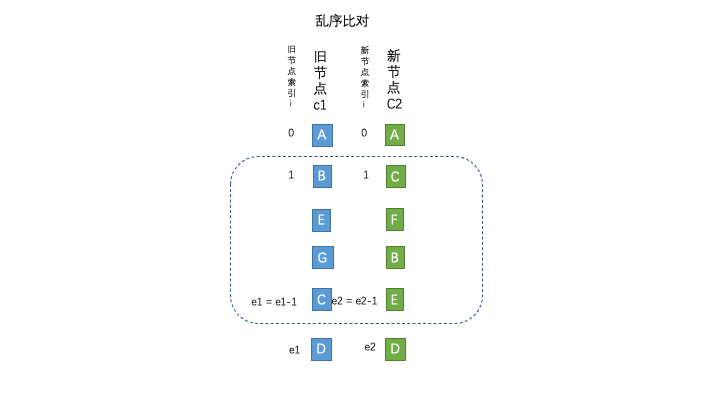 乱序比对
旧节点索引i
旧节点c1
新节点索引i
新节点C2
0 A 0 A
1 B 1 C
E F
G B
e1 = e1-1 C e2 = e2-1 E
e1 D e2 D